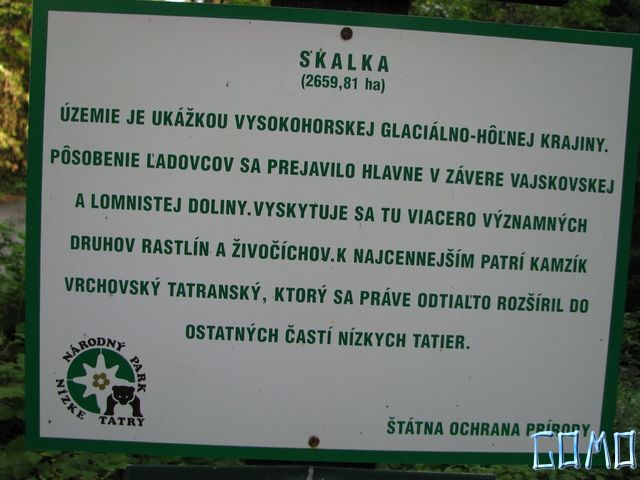 SKALKA
(2659,81 ha)
ÚZEMIE JE UKÁŽKOU VYSOKOHORSKEJ GLACIÁLNO-HÔĽNEJ KRAJINY.
PÔSOBENIE ĽADOVCOV SA PREJAVILO HLAVNE V ZÁVERE VAJSKOVSKEJ
A LOMNISTEJ DOLINY.VYSKYTUJE SA TU VIACERO VÝZNAMNÝCH
DRUHOV RASTLÍN A ŽIVOČÍCHOV.K NAJCENNEJŠÍM PATRÍ KAMZÍK
VRCHOVSKÝ TATRANSKÝ, KTORÝ SA PRÁVE ODTIAĽTO ROZŠÍRIL DO
OSTATNÝCH ČASTÍ NÍZKYCH TATIER.
NÁRODNÝ PARK
NÍZKE TATRY
ŠTÁTNA OCHRANA PRÍRODY
COMO